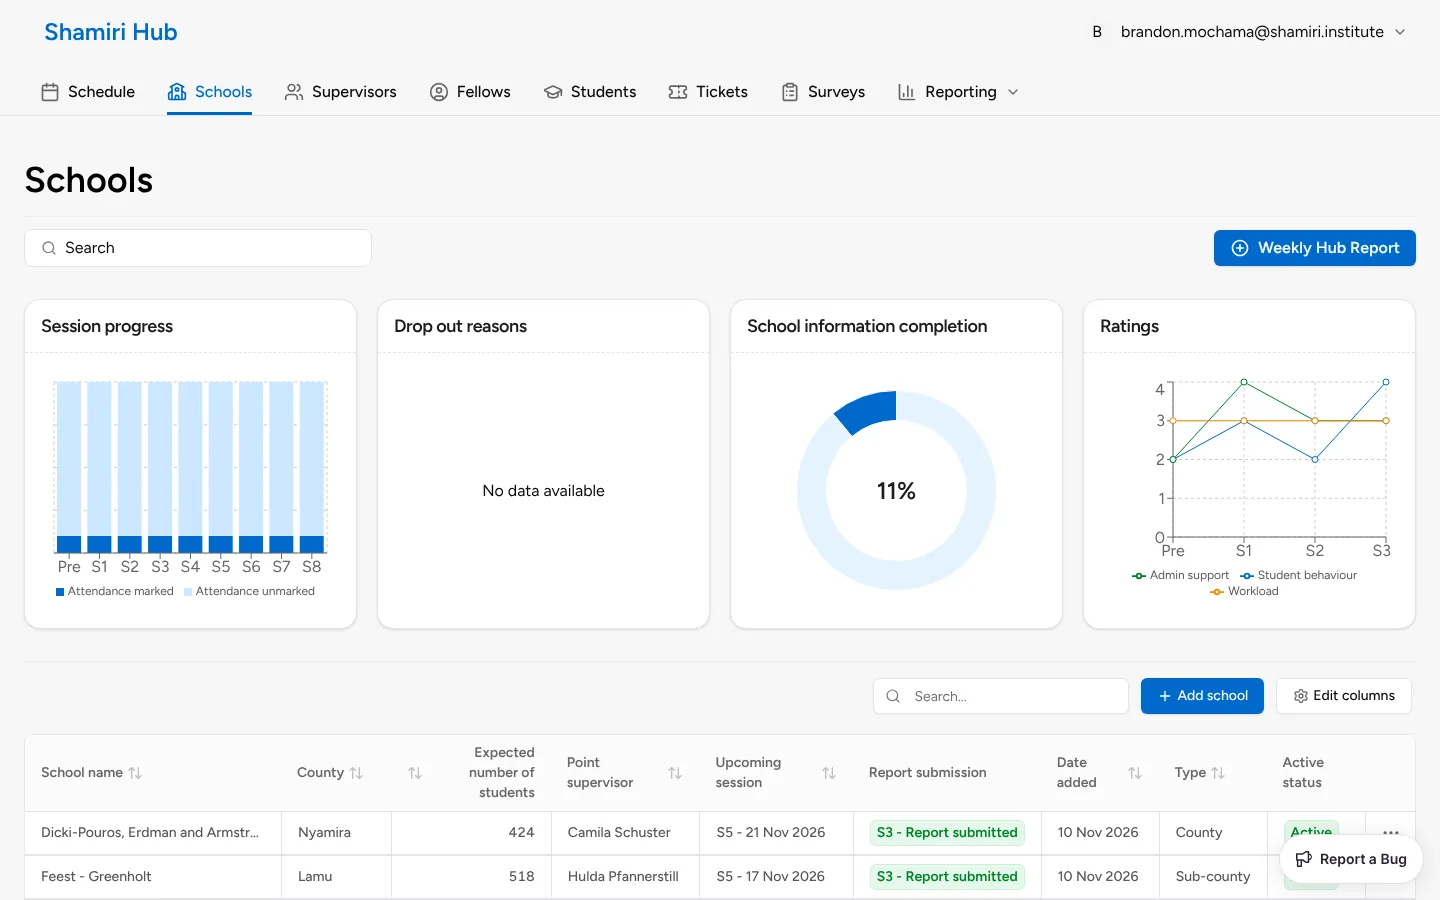 Shamiri Hub
B brandon.mochama@shamiri.institute
Schedule Schools Supervisors Fellows Students Tickets Surveys Reporting
Schools
Search
Weekly Hub Report
Session progress
Pre S1 S2 S3 S4 S5 S6 S7 S8
Attendance marked Attendance unmarked
Drop out reasons
No data available
School information completion
11%
Ratings
4
3
2
1
0
Pre S1 S2 S3
Admin support Student behaviour
Workload
Search...
Add school
Edit columns
School name County Expected number of students Point supervisor Upcoming session Report submission Date added Type Active status
Dicki-Pouros, Erdman and Armstr... Nyamira 424 Camila Schuster S5 - 21 Nov 2026 S3 - Report submitted 10 Nov 2026 County Active
Feest - Greenholt Lamu 518 Hulda Pfannerstill S5 - 17 Nov 2026 S3 - Report submitted 10 Nov 2026 Sub-county
Report a Bug